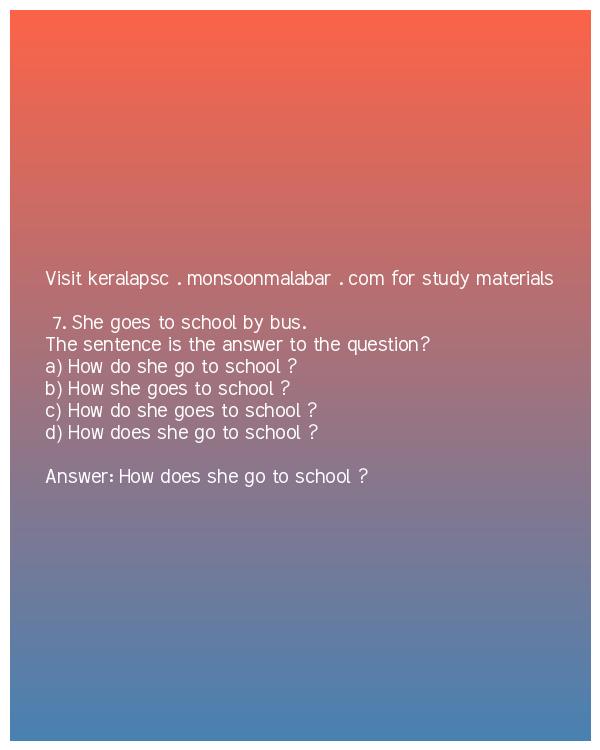 Visit keralapsc . monsoonmalabar . com for study materials
7. She goes to school by bus.
The sentence is the answer to the question?
a) How do she go to school ?
b) How she goes to school ?
c) How do she goes to school ?
d) How does she go to school ?
Answer: How does she go to school ?